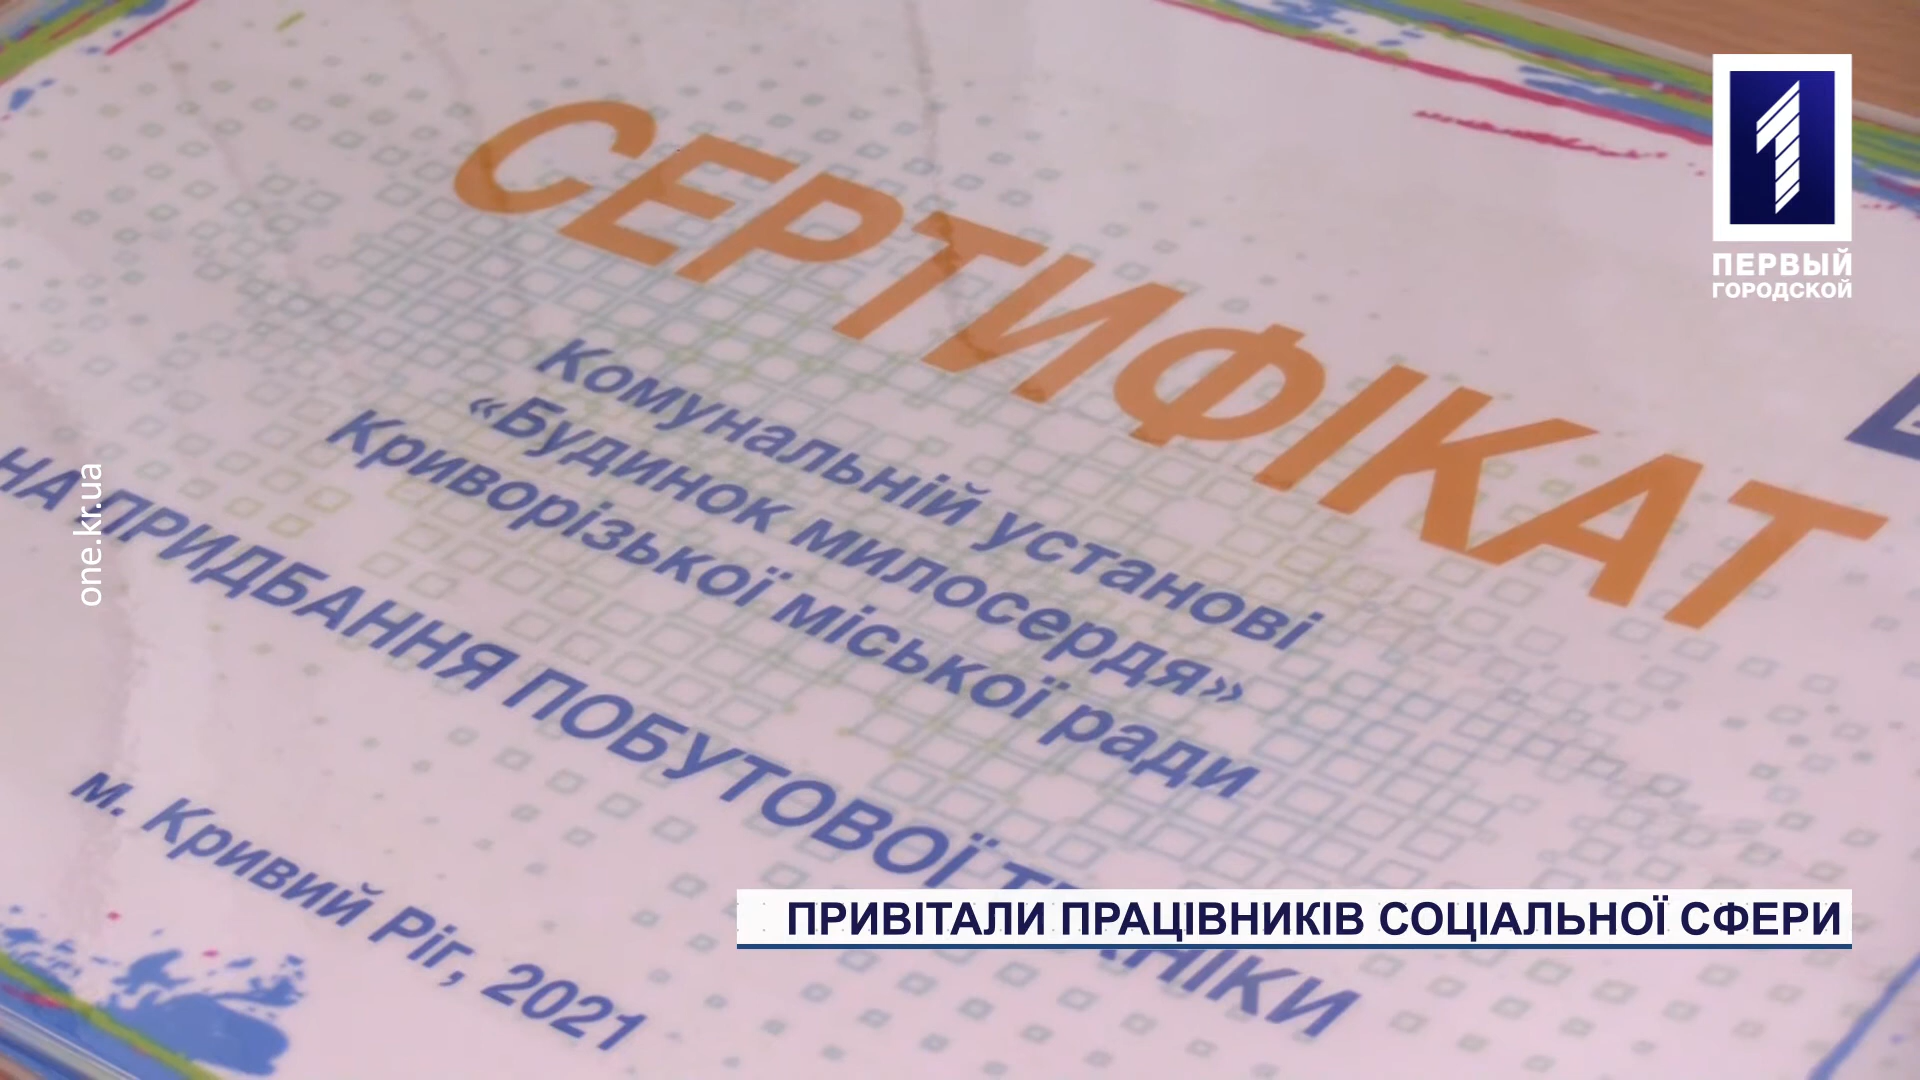 СЕРТИФІКАТ
Комунальній установі
«Будинок милосердя»
Криворізької міської ради
НА ПРИДБАННЯ ПОБУТОВОЇ ТЕХНІКИ
м. Кривий Ріг, 2021
ПЕРВЫЙ
ГОРОДСКОЙ
one.kr.ua
ПРИВІТАЛИ ПРАЦІВНИКІВ СОЦІАЛЬНОЇ СФЕРИ